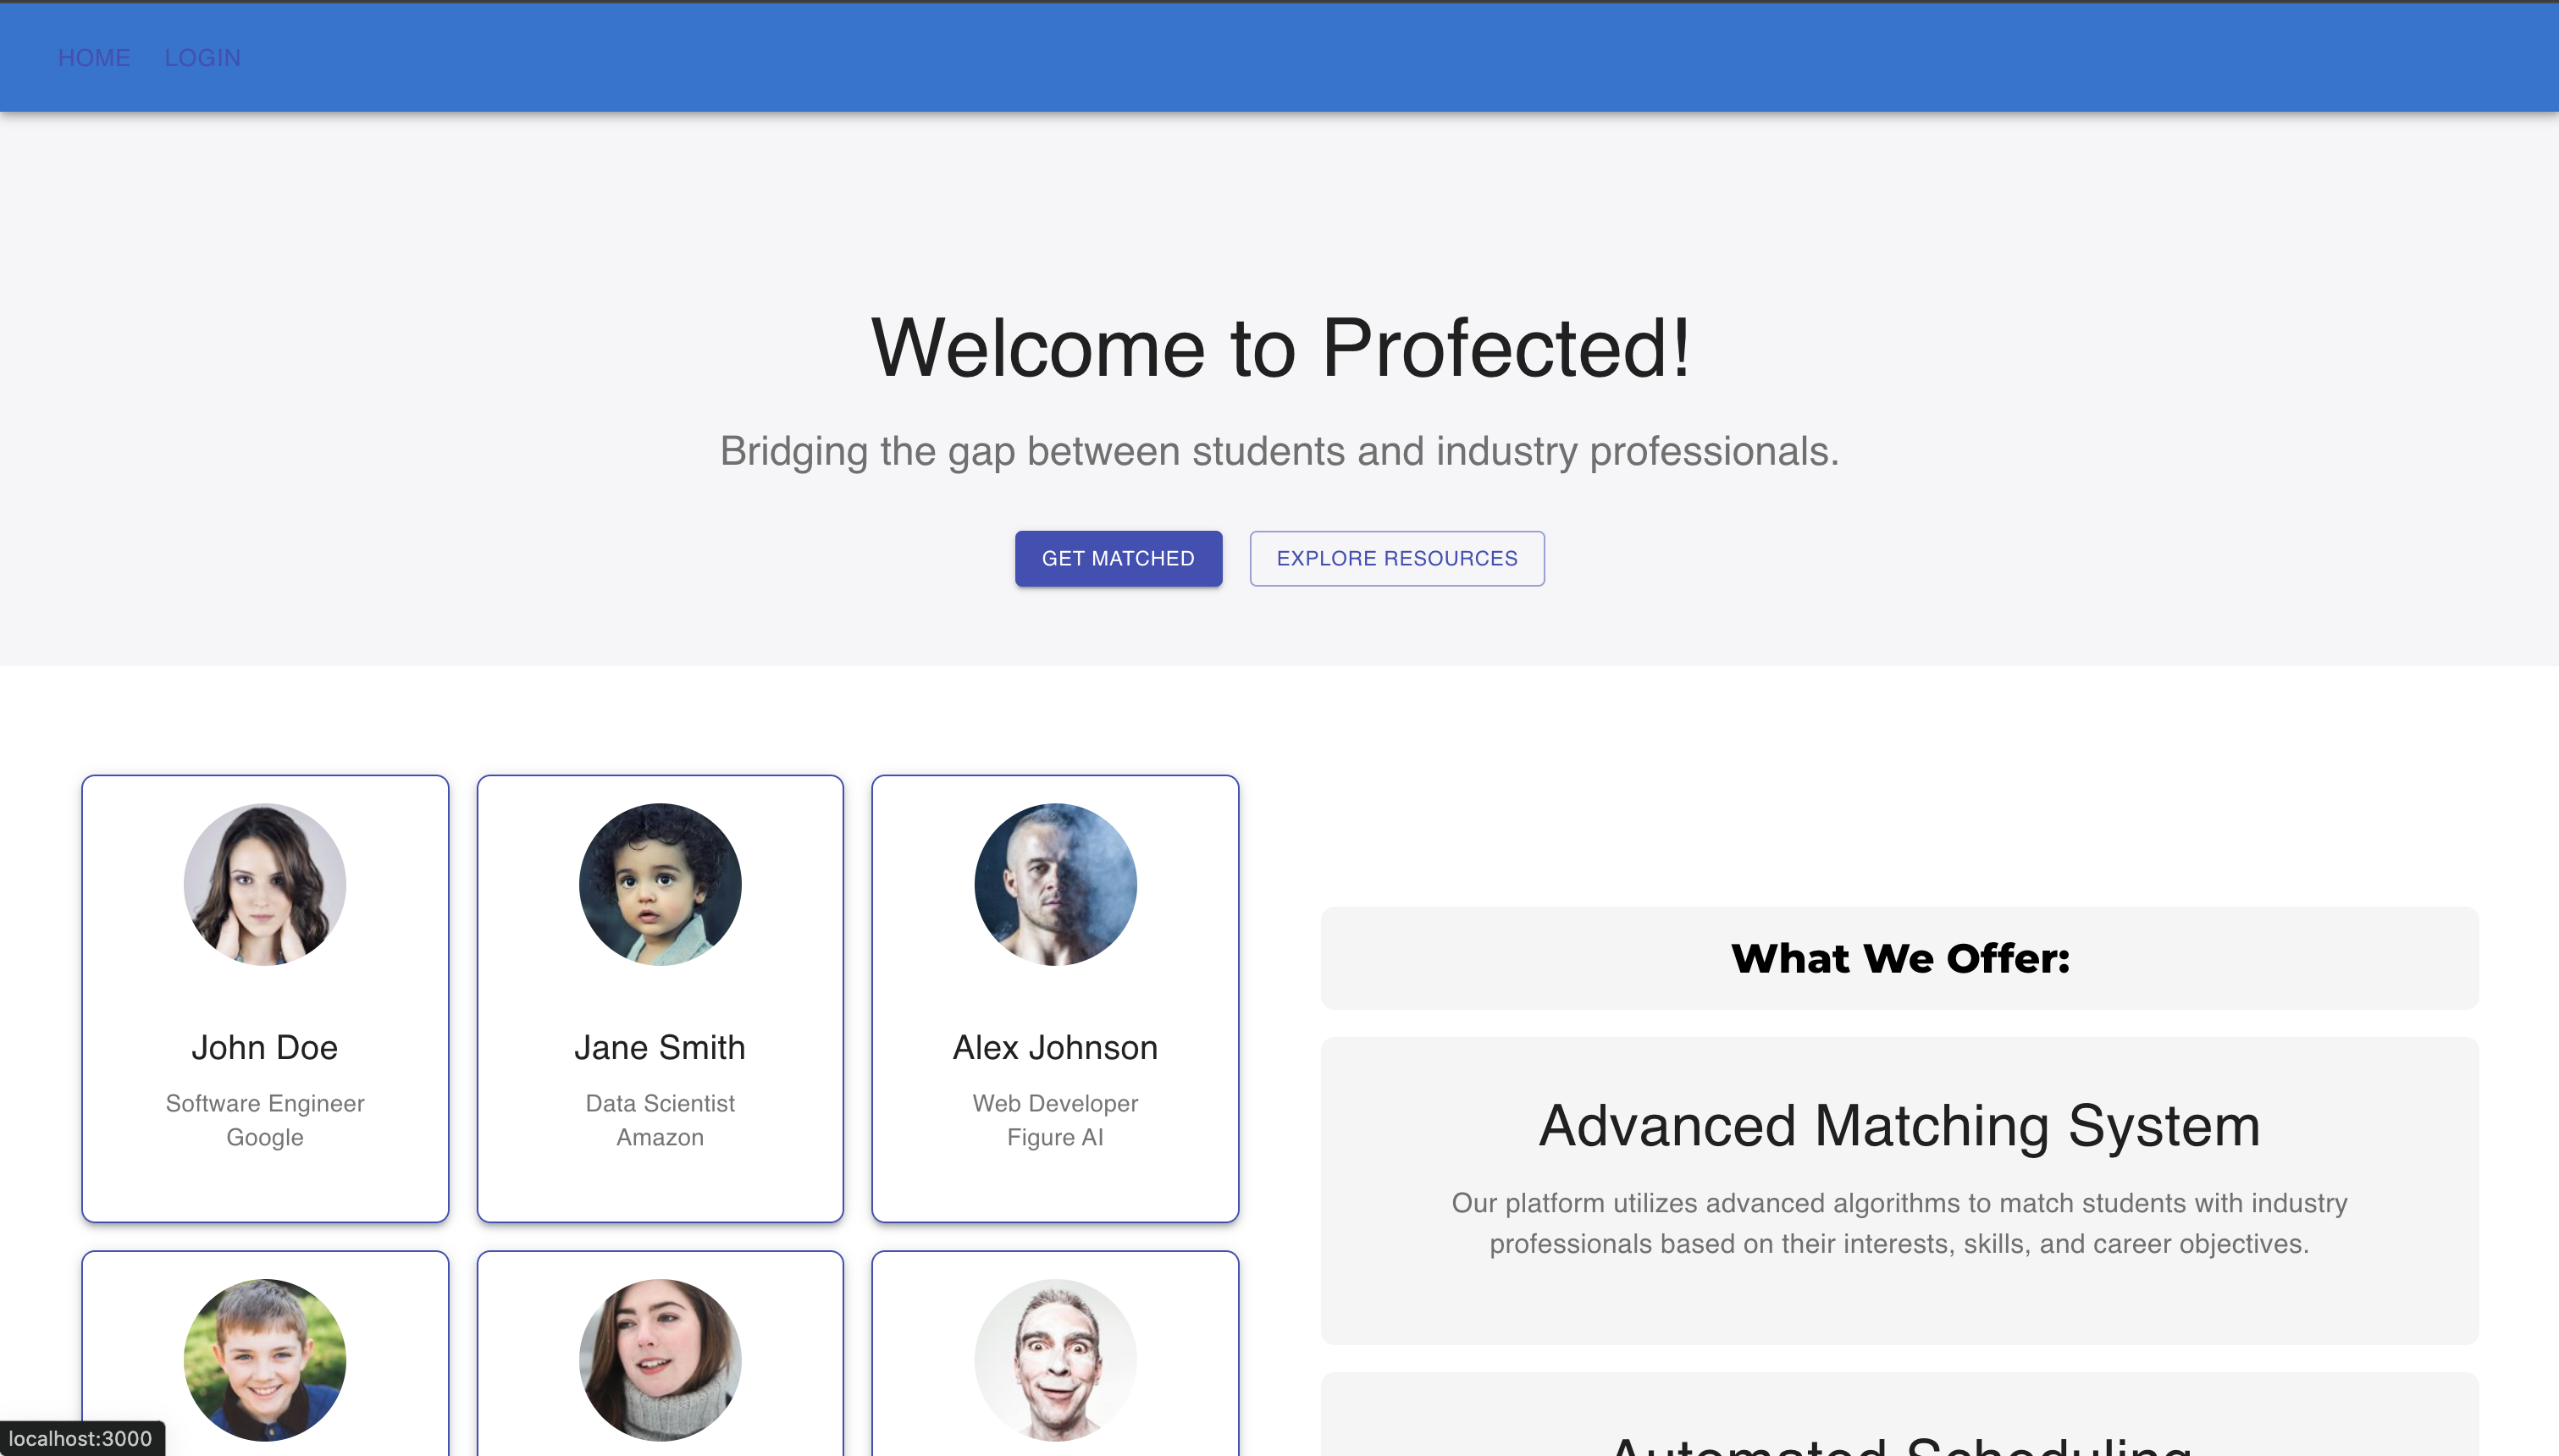 HOME LOGIN
Welcome to Profected!
Bridging the gap between students and industry professionals.
GET MATCHED
EXPLORE RESOURCES
John Doe
Software Engineer
Google
Jane Smith
Data Scientist
Amazon
Alex Johnson
Web Developer
Figure AI
What We Offer:
Advanced Matching System
Our platform utilizes advanced algorithms to match students with industry
professionals based on their interests, skills, and career objectives.
Automated Scheduling
localhost:3000